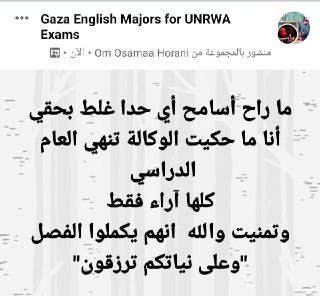 Gaza English Majors for UNRWA
Exams
منشور بالمجموعة من Om Osamaa Horani • الآن •
ما راح أسامح أي حدا غلط بحقي
أنا ما حكيت الوكالة تنهي العام
الدراسي
كلها آراء فقط
وتمنيت والله انهم يكملوا الفصل
"وعلى نياتكم ترزقون"